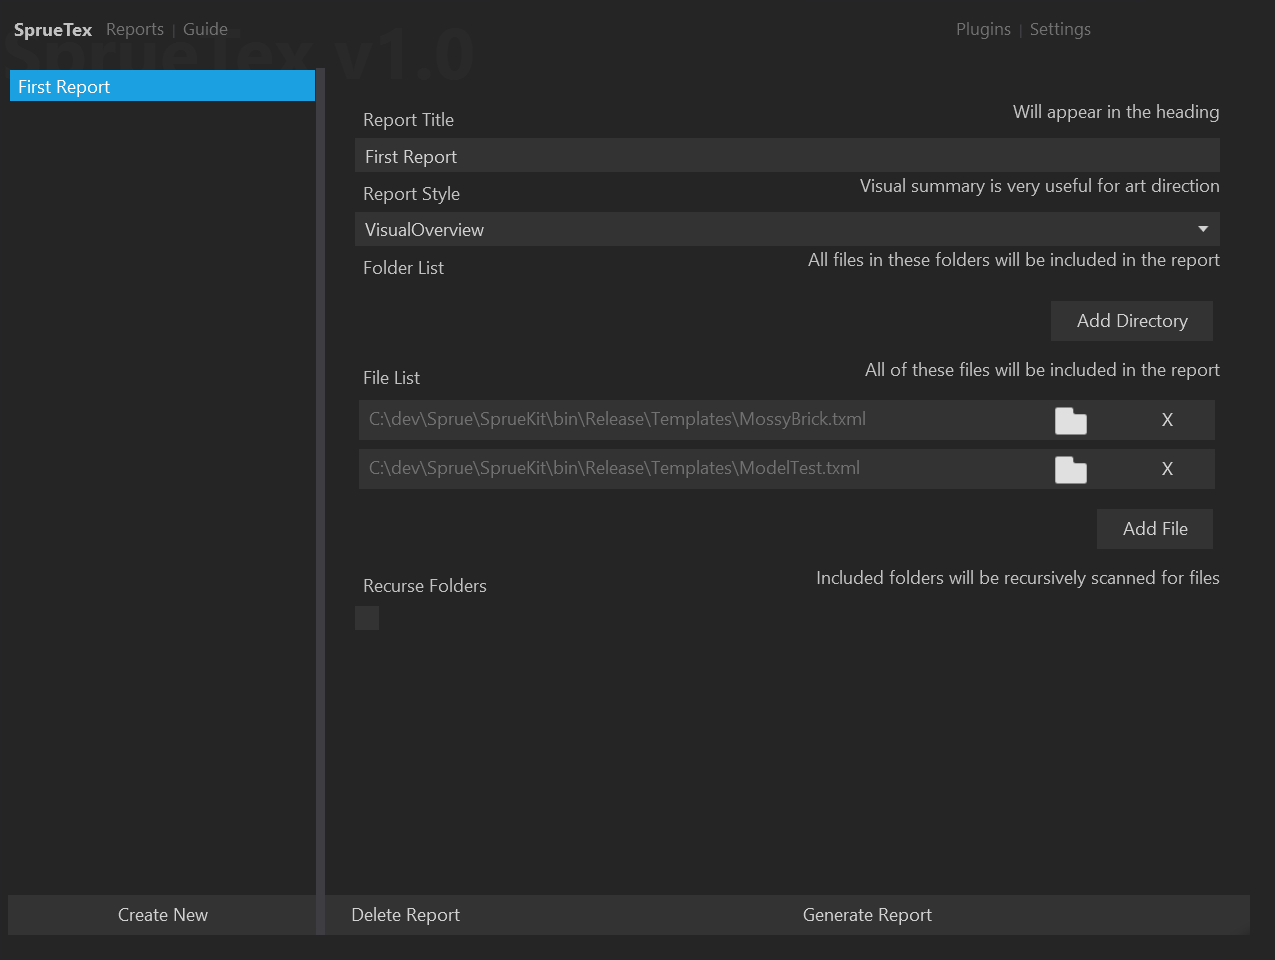 SprueTex Reports | Guide Plugins | Settings
SprueTex v1.0
First Report
Report Title Will appear in the heading
First Report
Report Style Visual summary is very useful for art direction
VisualOverview
Folder List All files in these folders will be included in the report
Add Directory
File List All of these files will be included in the report
C:\dev\Sprue\SprueKit\bin\Release\Templates\MossyBrick.txml X
C:\dev\Sprue\SprueKit\bin\Release\Templates\ModelTest.txml X
Add File
Recurse Folders Included folders will be recursively scanned for files
Create New Delete Report Generate Report